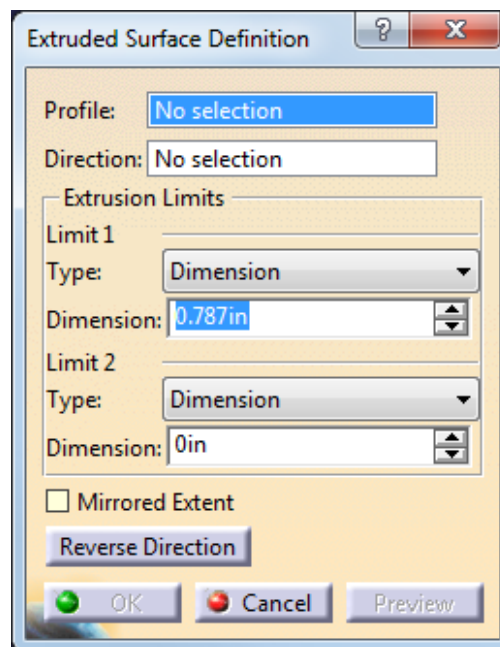 Extruded Surface Definition
?
X
Profile: No selection
Direction: No selection
Extrusion Limits
Limit 1
Type: Dimension
Dimension: 0.787in
Limit 2
Type: Dimension
Dimension: 0in
Mirrored Extent
Reverse Direction
OK Cancel Preview